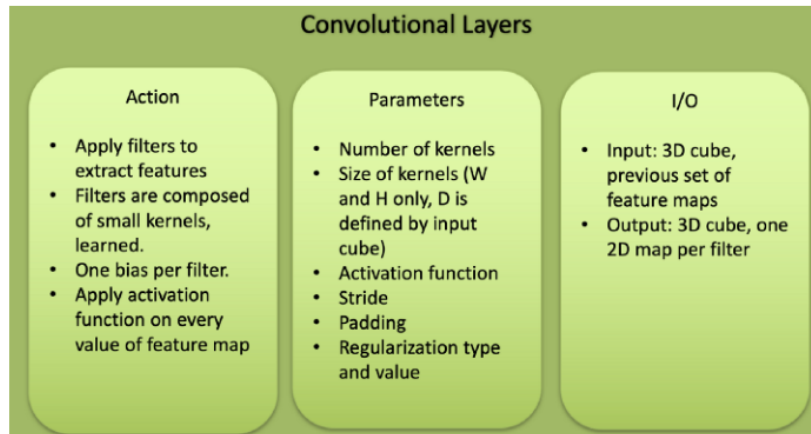 Convolutional Layers
Action
• Apply filters to
extract features
• Filters are composed
of small kernels,
learned.
• One bias per filter.
• Apply activation
function on every
value of feature map
Parameters
• Number of kernels
• Size of kernels (W
and H only, D is
defined by input
cube)
• Activation function
• Stride
• Padding
• Regularization type
and value
I/O
• Input: 3D cube,
previous set of
feature maps
• Output: 3D cube, one
2D map per filter